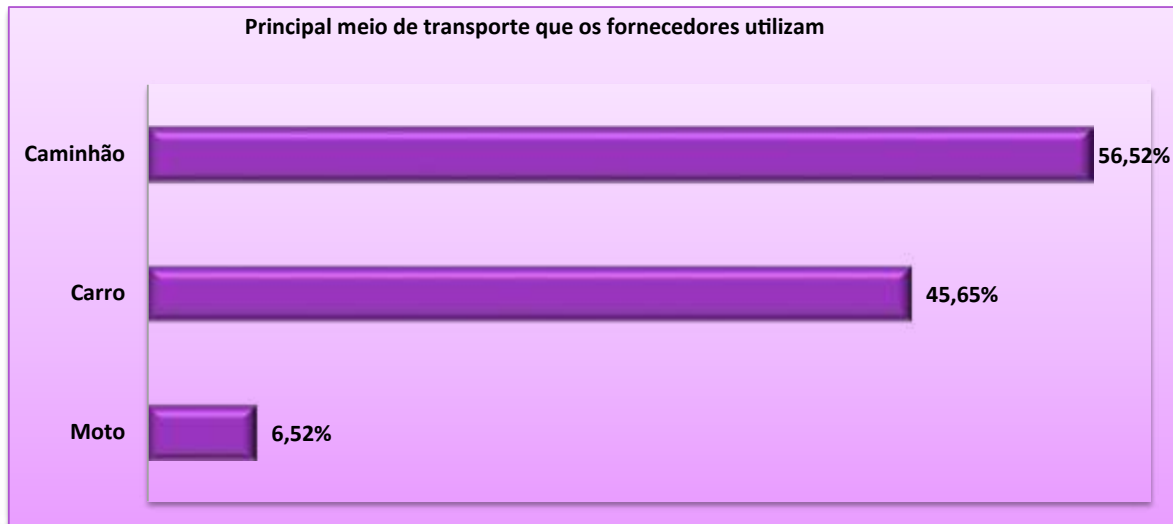 Principal meio de transporte que os fornecedores utilizam
Caminhão
56,52%
Carro
45,65%
Moto
6,52%